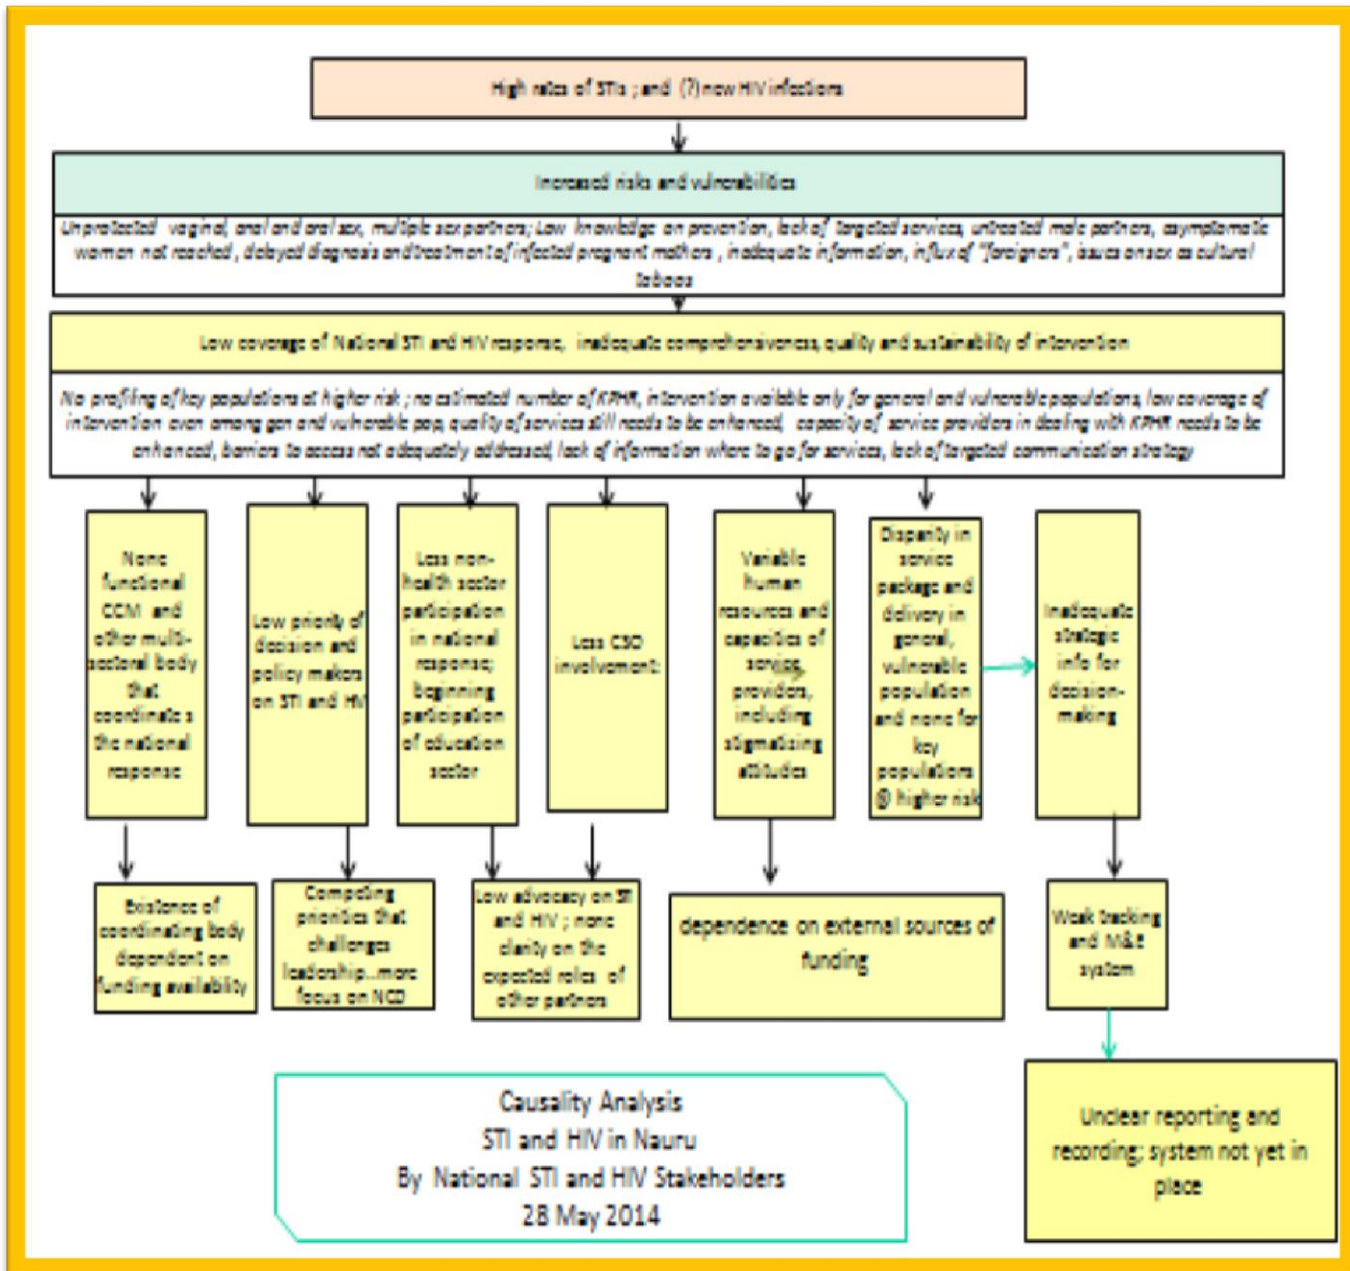 High rates of STIs ; and (?) new HIV infections
Increased risks and vulnerabilities
Unprotected vaginal, anal and oral sex, multiple sex partners; Low knowledge on prevention, lack of targeted services, untreated male partners, asymptomatic
women not reached , delayed diagnosis and treatment of infected pregnant mothers , inadequate information, influx of "foreigners", issues on sex as cultural
taboos
Low coverage of National STI and HIV response, inadequate comprehensiveness, quality and sustainability of intervention
No profiling of key populations at higher risk ; no estimated number of KPHR, intervention available only for general and vulnerable populations, low coverage of
intervention even among gen and vulnerable pop, quality of services still needs to be enhanced, capacity of service providers in dealing with KPHR needs to be
enhanced, barriers to access not adequately addressed, lack of information where to go for services, lack of targeted communication strategy
None
functional
CCM and
other multi-
sectoral body
that
coordinate s
the national
response
Low priority of
decision and
policy makers
on STI and HIV
Less non-
health sector
participation
in national
response;
beginning
participation
of education
sector
Less CSO
involvement:
Variable
human
resources and
capacities of
service
providers,
including
stigmatising
attitudes
Disparity in
service
package and
delivery in
general,
vulnerable
population
and none for
key
populations
@ higher risk
Inadequate
strategic
info for
decision-
making
Existence of
coordinating body
dependent on
funding availability
Competing
priorities that
challenges
leadership...more
focus on NCD
Low advocacy on STI
and HIV ; none
clarity on the
expected roles of
other partners
dependence on external sources of
funding
Weak tracking
and M&E
system
Unclear reporting and
recording; system not yet in
place
Causality Analysis
STI and HIV in Nauru
By National STI and HIV Stakeholders
28 May 2014